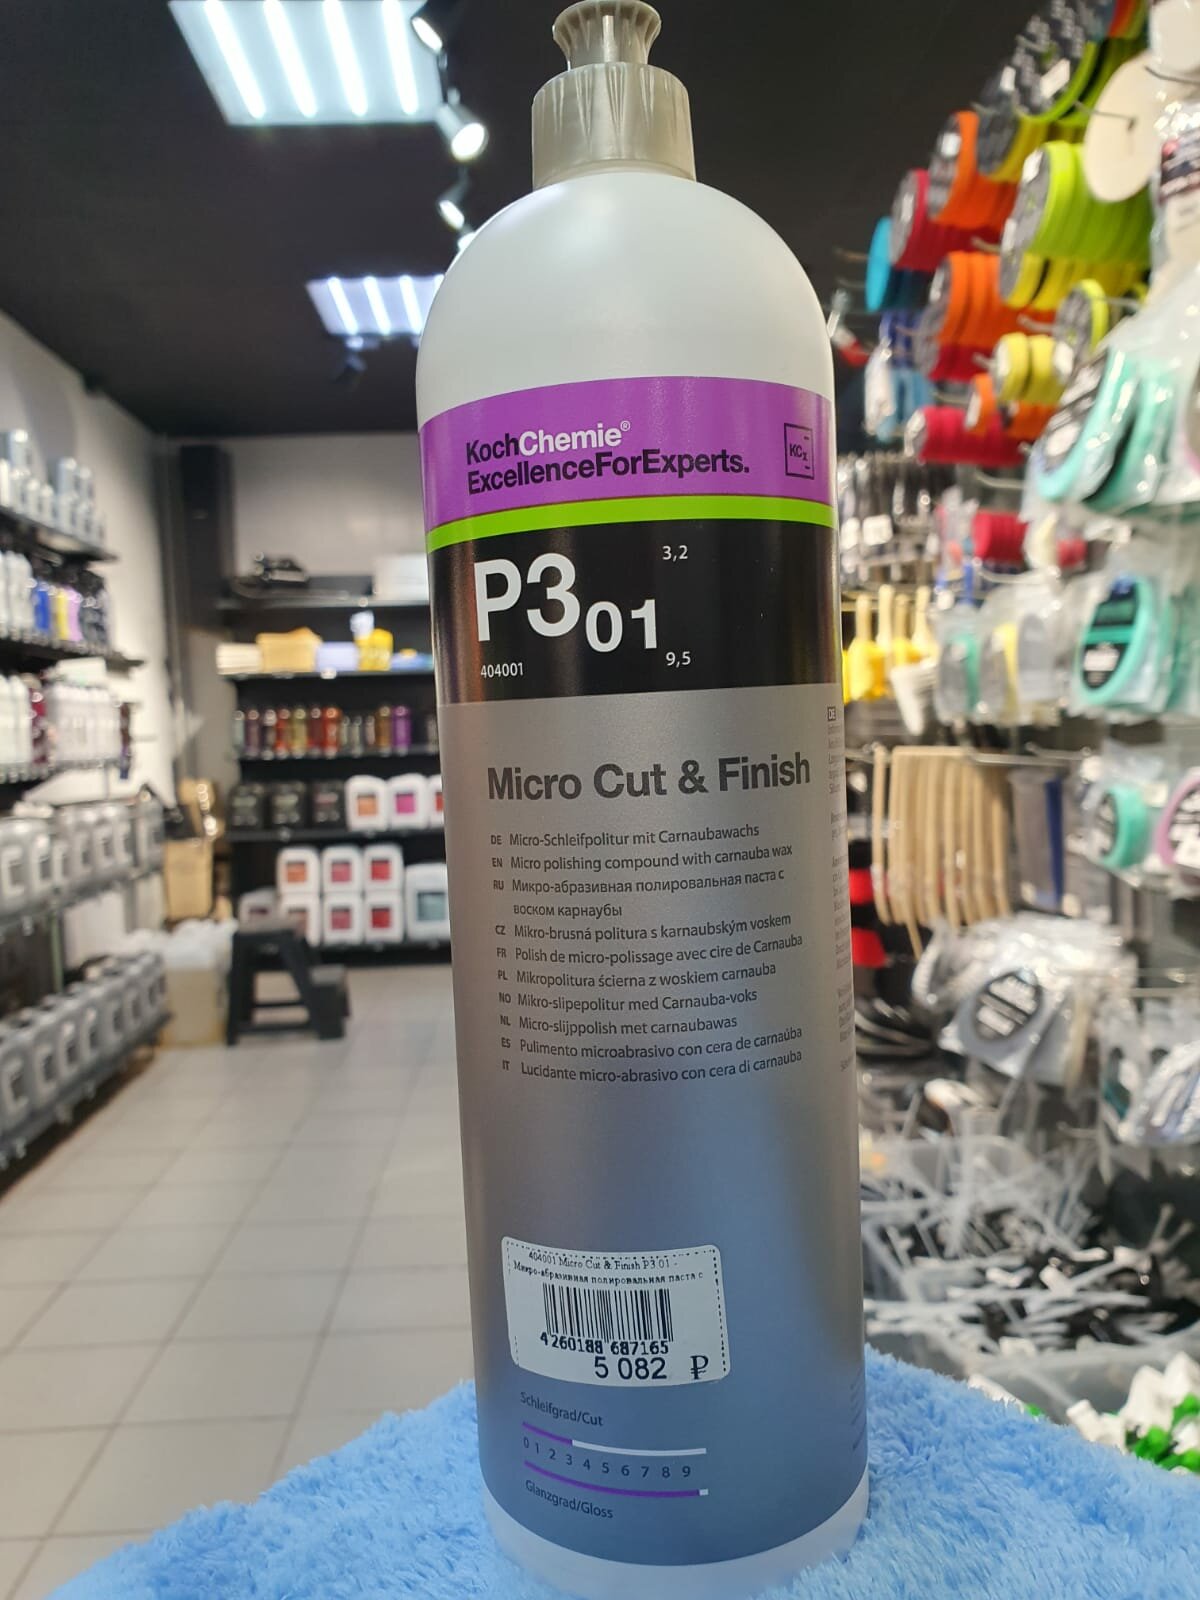 KochChemie®
ExcellenceForExperts.
KCx
P3 01
3,2
9,5
404001
Micro Cut & Finish
DE Micro-Schleifpolitur mit Carnaubawachs
EN Micro polishing compound with carnauba wax
RU Микро-абразивная полировальная паста с
воском карнаубы
CZ Mikro-brusná politura s karnaubským voskem
FR Polish de micro-polissage avec cire de Carnauba
PL Mikropolitura ścierna z woskiem carnauba
NO Mikro-slipepolitur med Carnauba-voks
NL Micro-slijppolish met carnaubawas
ES Pulimento microabrasivo con cera de carnaúba
IT Lucidante micro-abrasivo con cera di carnauba
404001 Micro Cut & Finish P3 01 -
Микро-абразивная полировальная паста с
4 260188 687165
5 082 ₽
Schleifgrad/Cut
0 1 2 3 4 5 6 7 8 9
Glanzgrad/Gloss
DE